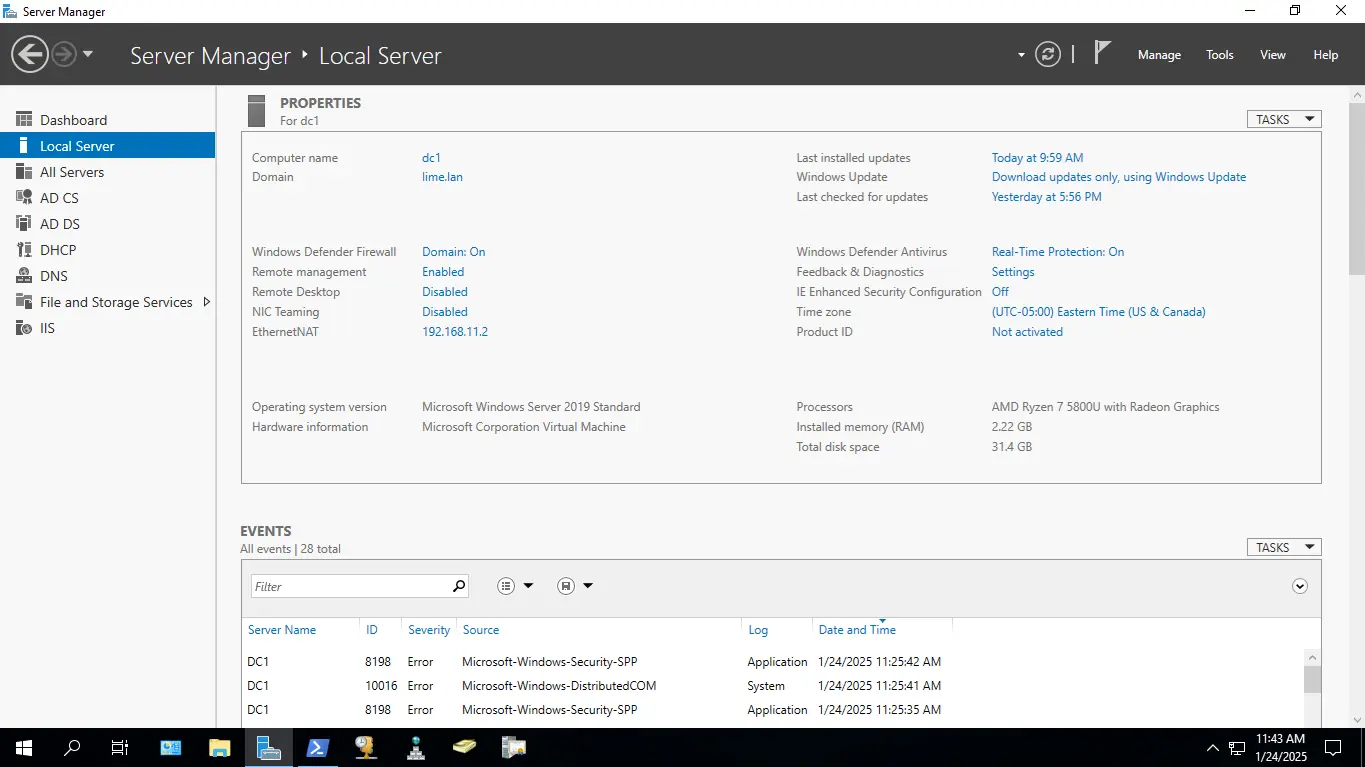 Server Manager
Server Manager Local Server
Manage Tools View Help
Dashboard
Local Server
All Servers
AD CS
AD DS
DHCP
DNS
File and Storage Services
IIS
PROPERTIES
For dc1
TASKS
Computer name dc1
Domain lime.lan
Last installed updates Today at 9:59 AM
Windows Update Download updates only, using Windows Update
Last checked for updates Yesterday at 5:56 PM
Windows Defender Firewall Domain: On
Remote management Enabled
Remote Desktop Disabled
NIC Teaming Disabled
EthernetNAT 192.168.11.2
Windows Defender Antivirus Real-Time Protection: On
Feedback & Diagnostics Settings
IE Enhanced Security Configuration Off
Time zone (UTC-05:00) Eastern Time (US & Canada)
Product ID Not activated
Operating system version Microsoft Windows Server 2019 Standard
Hardware information Microsoft Corporation Virtual Machine
Processors AMD Ryzen 7 5800U with Radeon Graphics
Installed memory (RAM) 2.22 GB
Total disk space 31.4 GB
EVENTS
All events | 28 total
TASKS
Filter
Server Name ID Severity Source Log Date and Time
DC1 8198 Error Microsoft-Windows-Security-SPP Application 1/24/2025 11:25:42 AM
DC1 10016 Error Microsoft-Windows-DistributedCOM System 1/24/2025 11:25:41 AM
DC1 8198 Error Microsoft-Windows-Security-SPP Application 1/24/2025 11:25:35 AM
11:43 AM
1/24/2025